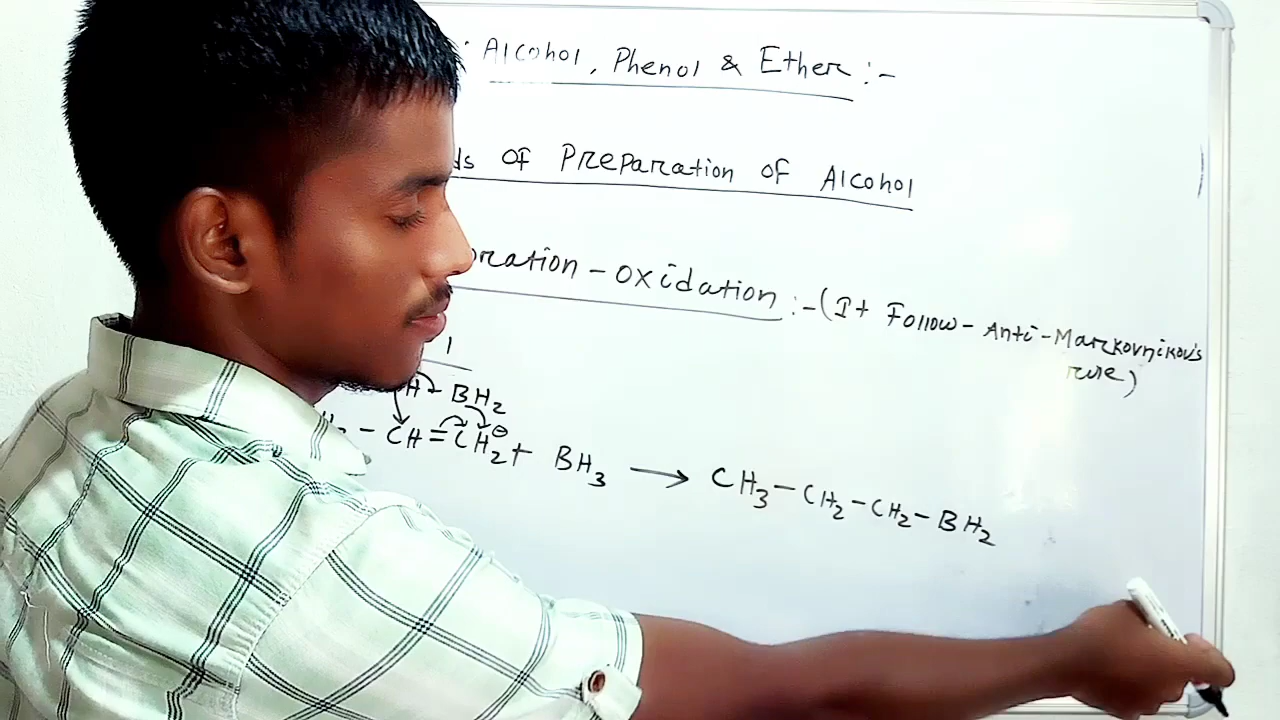 : Alcohol, Phenol & Ether :-
ds of Preparation of Alcohol
oration - oxidation :- (It Follow - Anti - Markovnikov's
rule)
H - BH2
- CH = CH2 + BH3 ⟶ CH3 - CH2 - CH2 - BH2